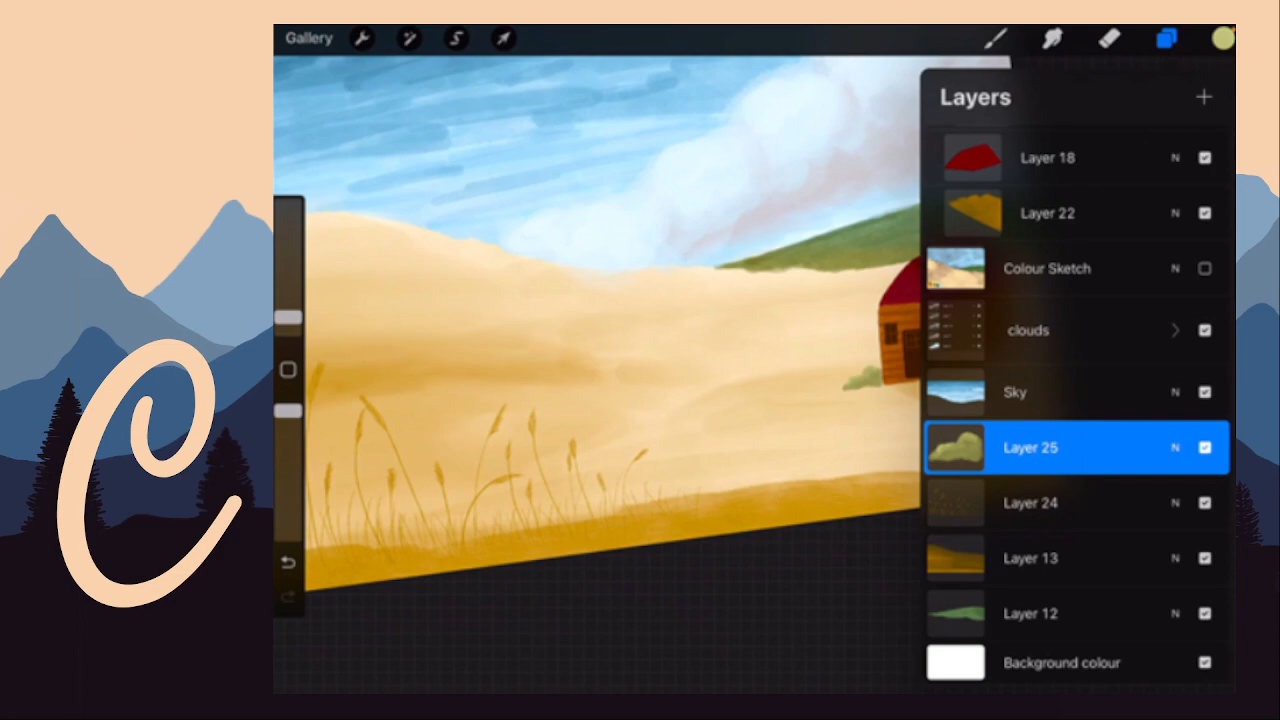 Gallery
Layers
Layer 18 N
Layer 22 N
Colour Sketch N
clouds
Sky N
Layer 25 N
Layer 24 N
Layer 13 N
Layer 12 N
Background colour
C